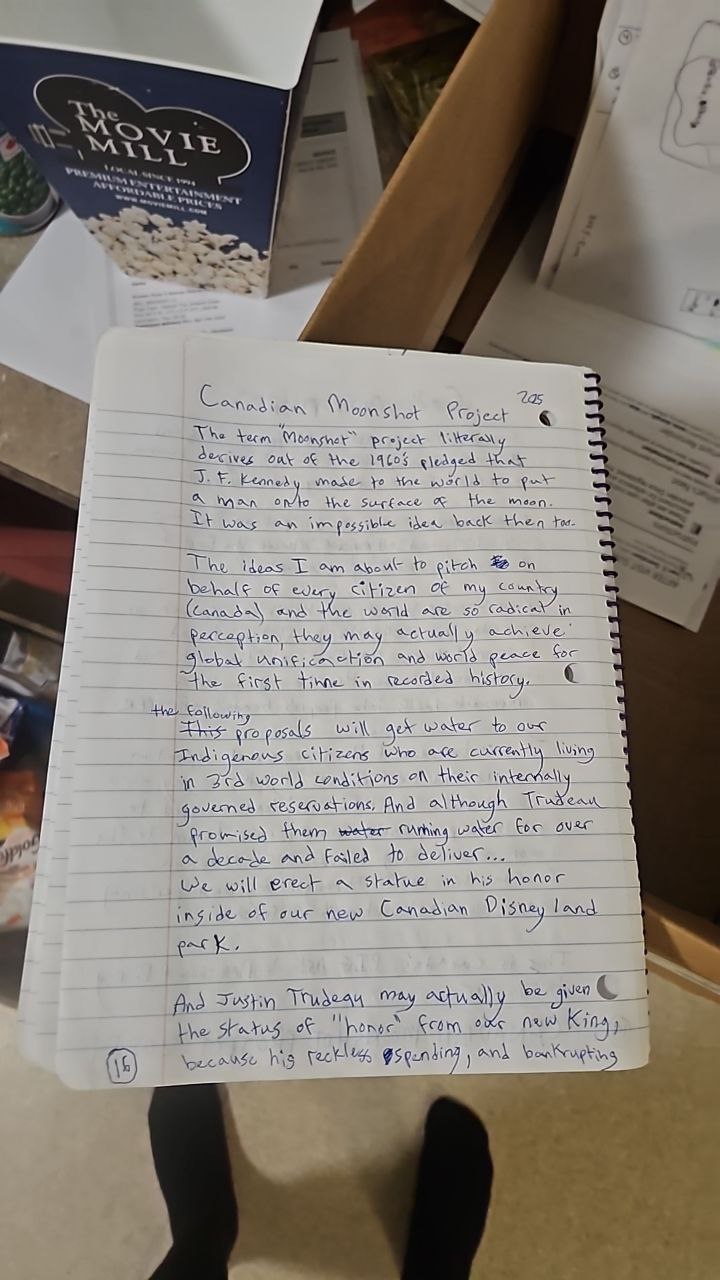 The
MOVIE
MILL
LOCAL SINCE 1994
PREMIUM ENTERTAINMENT
AFFORDABLE PRICES
WWW.MOVIEMILL.COM
Canadian Moonshot Project 205
The term "Moonshot" project litterally
derives out of the 1960's pledged that
J. F. Kennedy made to the world to put
a man onto the surface of the moon.
It was an impossible idea back then too.
The ideas I am about to pitch on
behalf of every citizen of my country
(Canada) and the world are so radical in
perception, they may actually achieve
global unification and world peace for
the first time in recorded history.
the following
This proposals will get water to our
Indigenous citizens who are currently living
in 3rd world conditions on their internally
governed reservations. And although Trudeau
promised them water running water for over
a decade and failed to deliver...
We will erect a statue in his honor
inside of our new Canadian Disneyland
park.
And Justin Trudeau may actually be given
the status of "honor" from our new King,
because his reckless spending, and bankrupting
16